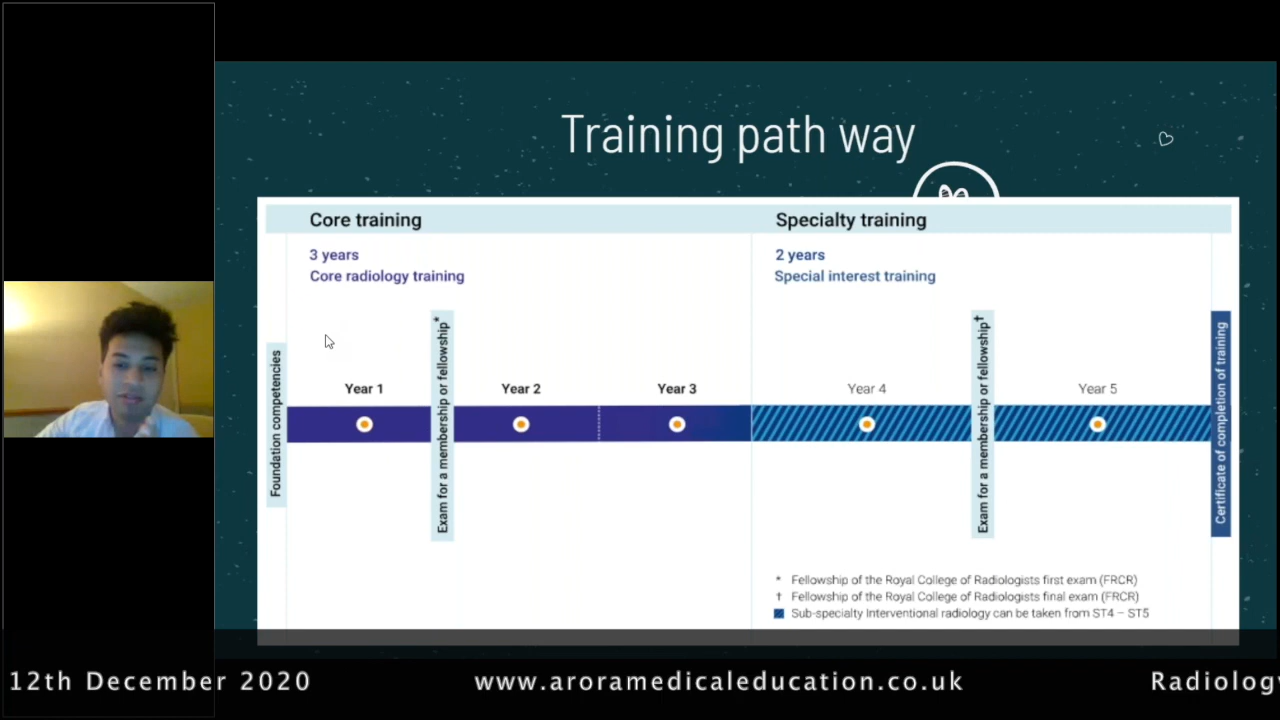 Training path way
Core training
Specialty training
3 years
Core radiology training
2 years
Special interest training
Foundation competencies
Year 1
Exam for a membership or fellowship*
Year 2
Year 3
Year 4
Exam for a membership or fellowship†
Year 5
Certificate of completion of training
* Fellowship of the Royal College of Radiologists first exam (FRCR)
† Fellowship of the Royal College of Radiologists final exam (FRCR)
Sub-specialty Interventional radiology can be taken from ST4 – ST5
12th December 2020
www.aroramedicaleducation.co.uk
Radiology